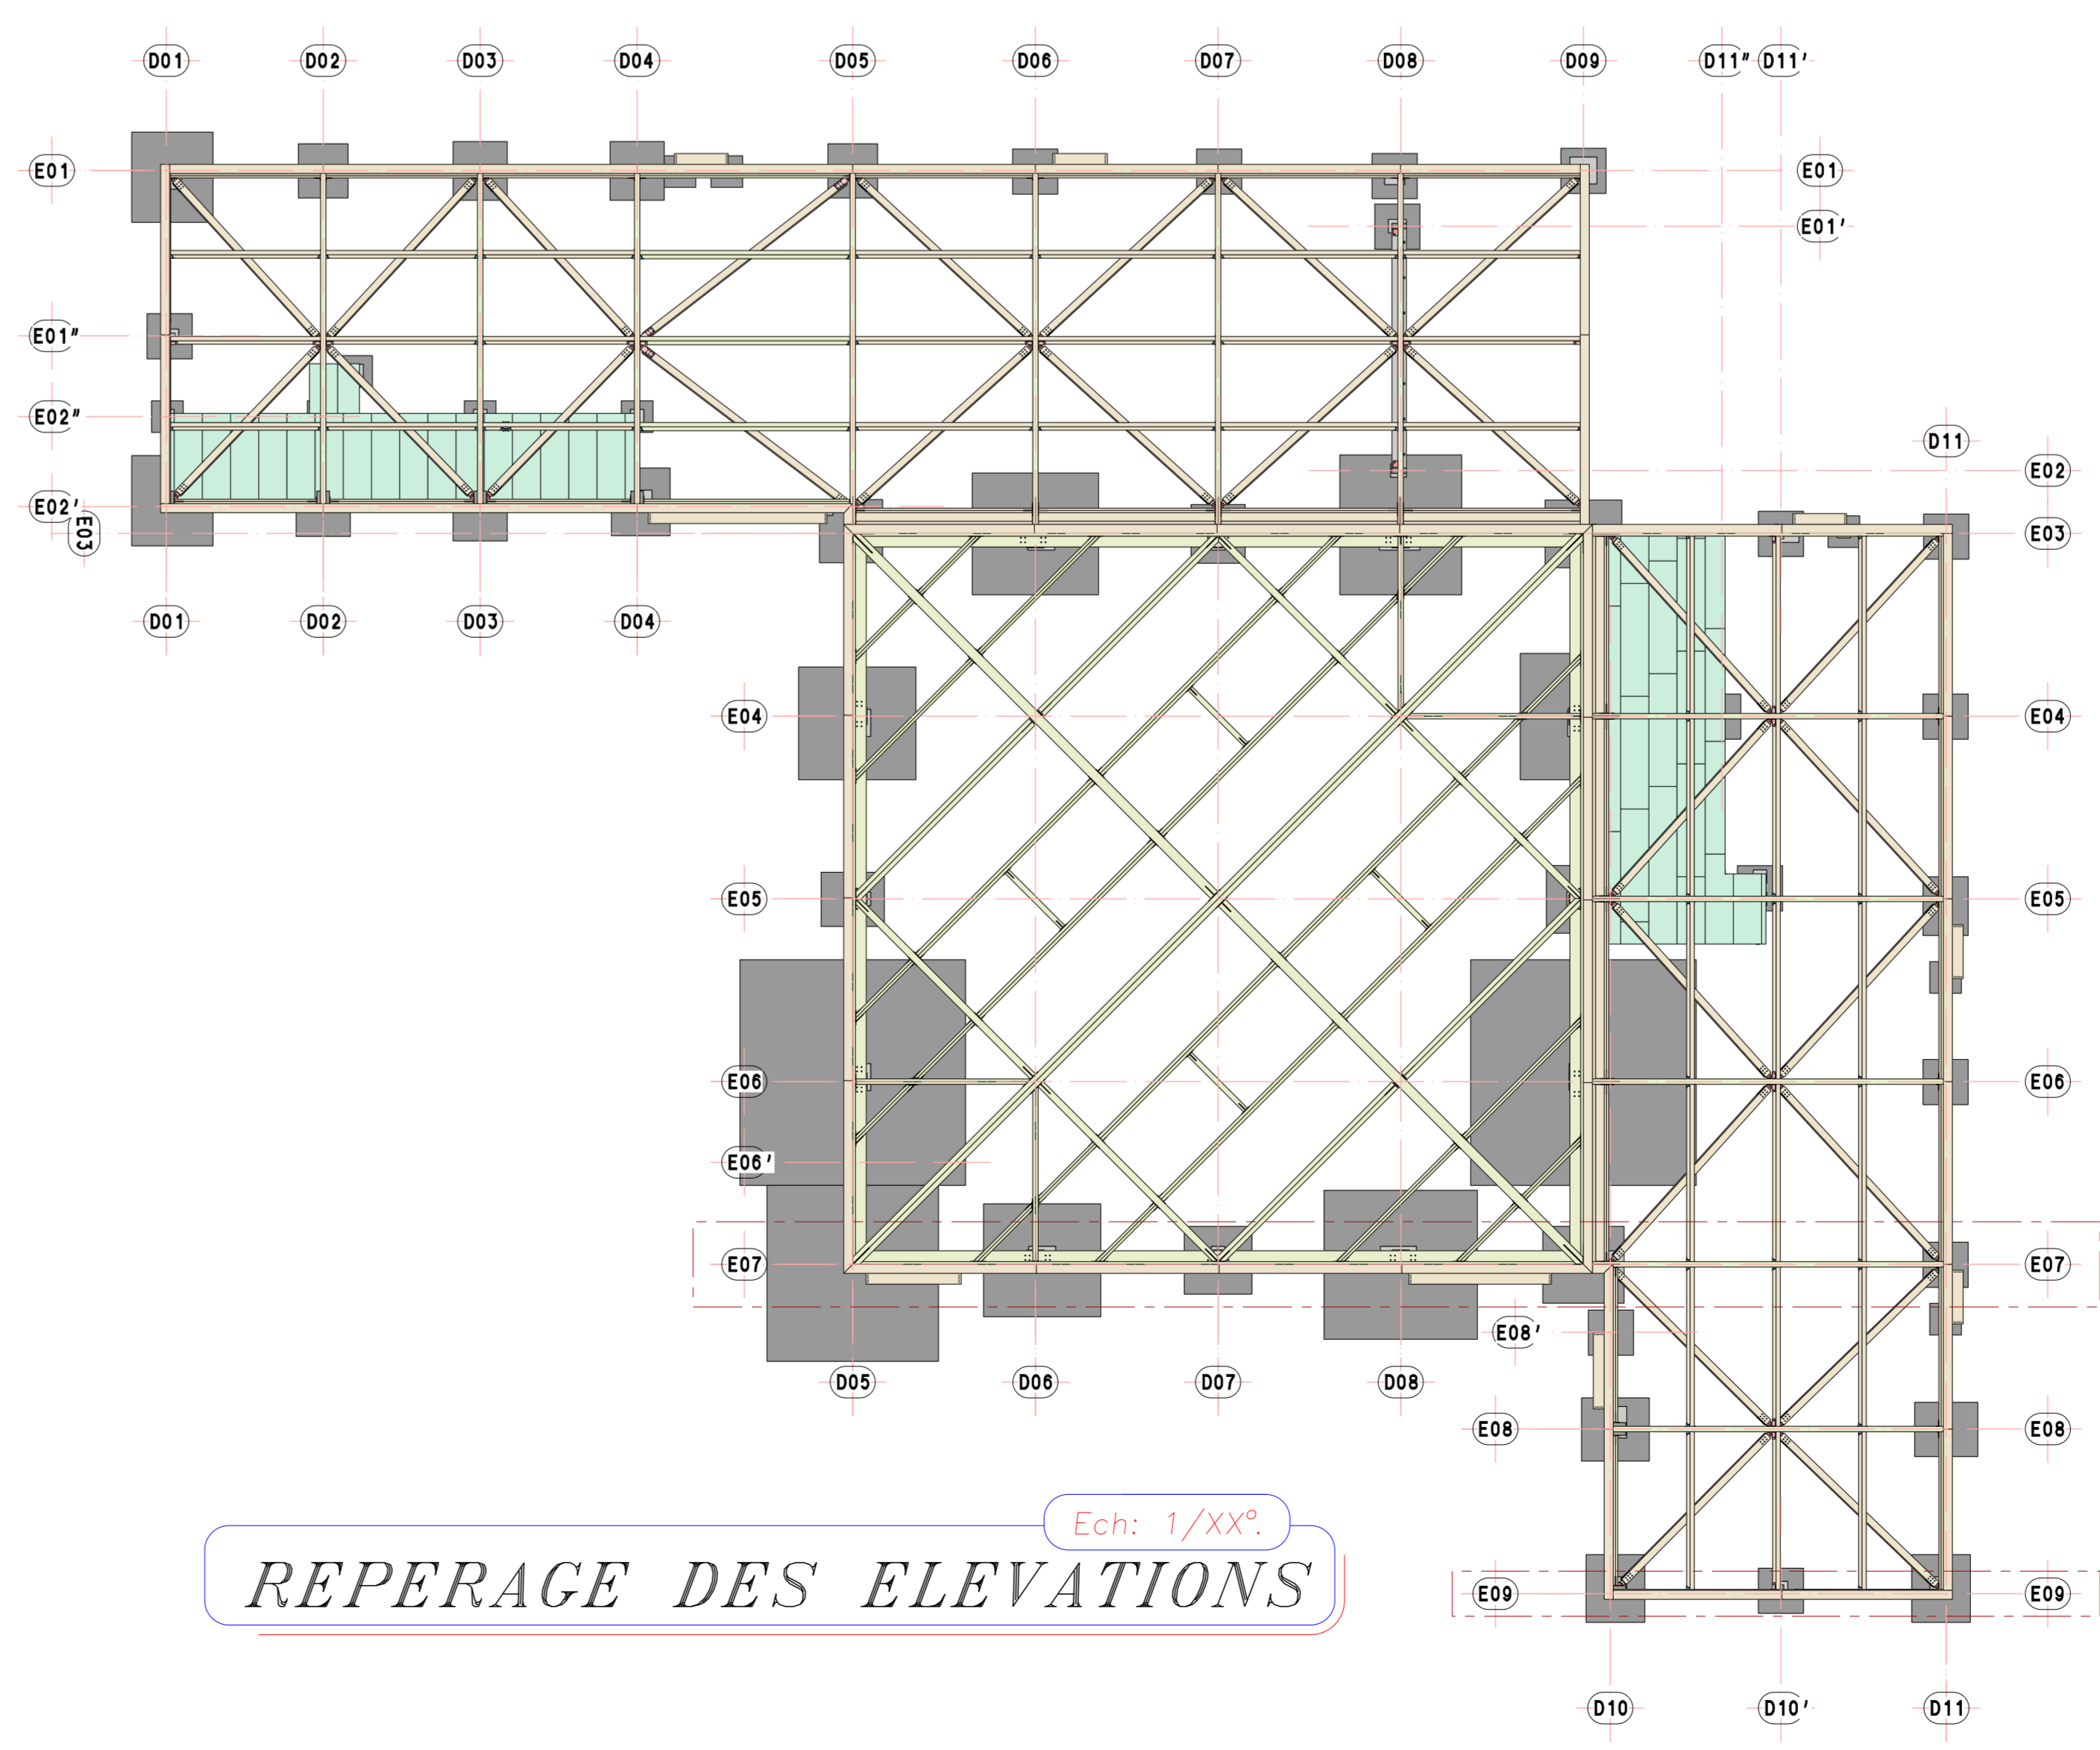 D01 D02 D03 D04 D05 D06 D07 D08 D09 D11" D11'
E01 E01
E01'
E01"
E02"
D11
E02
E02'
E03 E03
D01 D02 D03 D04
E04 E04
E05 E05
E06 E06
E06'
E07 E07
E08'
D05 D06 D07 D08
E08 E08
Ech: 1/XX°.
REPERAGE DES ELEVATIONS
E09 E09
D10 D10' D11